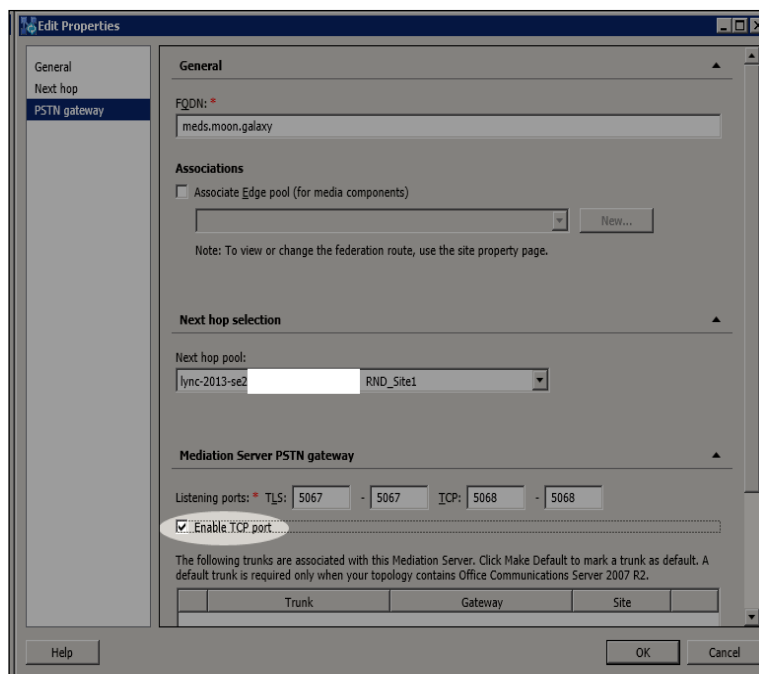 Edit Properties
General
Next hop
PSTN gateway
General
FQDN: *
meds.moon.galaxy
Associations
Associate Edge pool (for media components)
New...
Note: To view or change the federation route, use the site property page.
Next hop selection
Next hop pool:
lync-2013-se2 RND_Site1
Mediation Server PSTN gateway
Listening ports: * TLS: 5067 - 5067 TCP: 5068 - 5068
Enable TCP port
The following trunks are associated with this Mediation Server. Click Make Default to mark a trunk as default. A
default trunk is required only when your topology contains Office Communications Server 2007 R2.
Trunk Gateway Site
Help OK Cancel